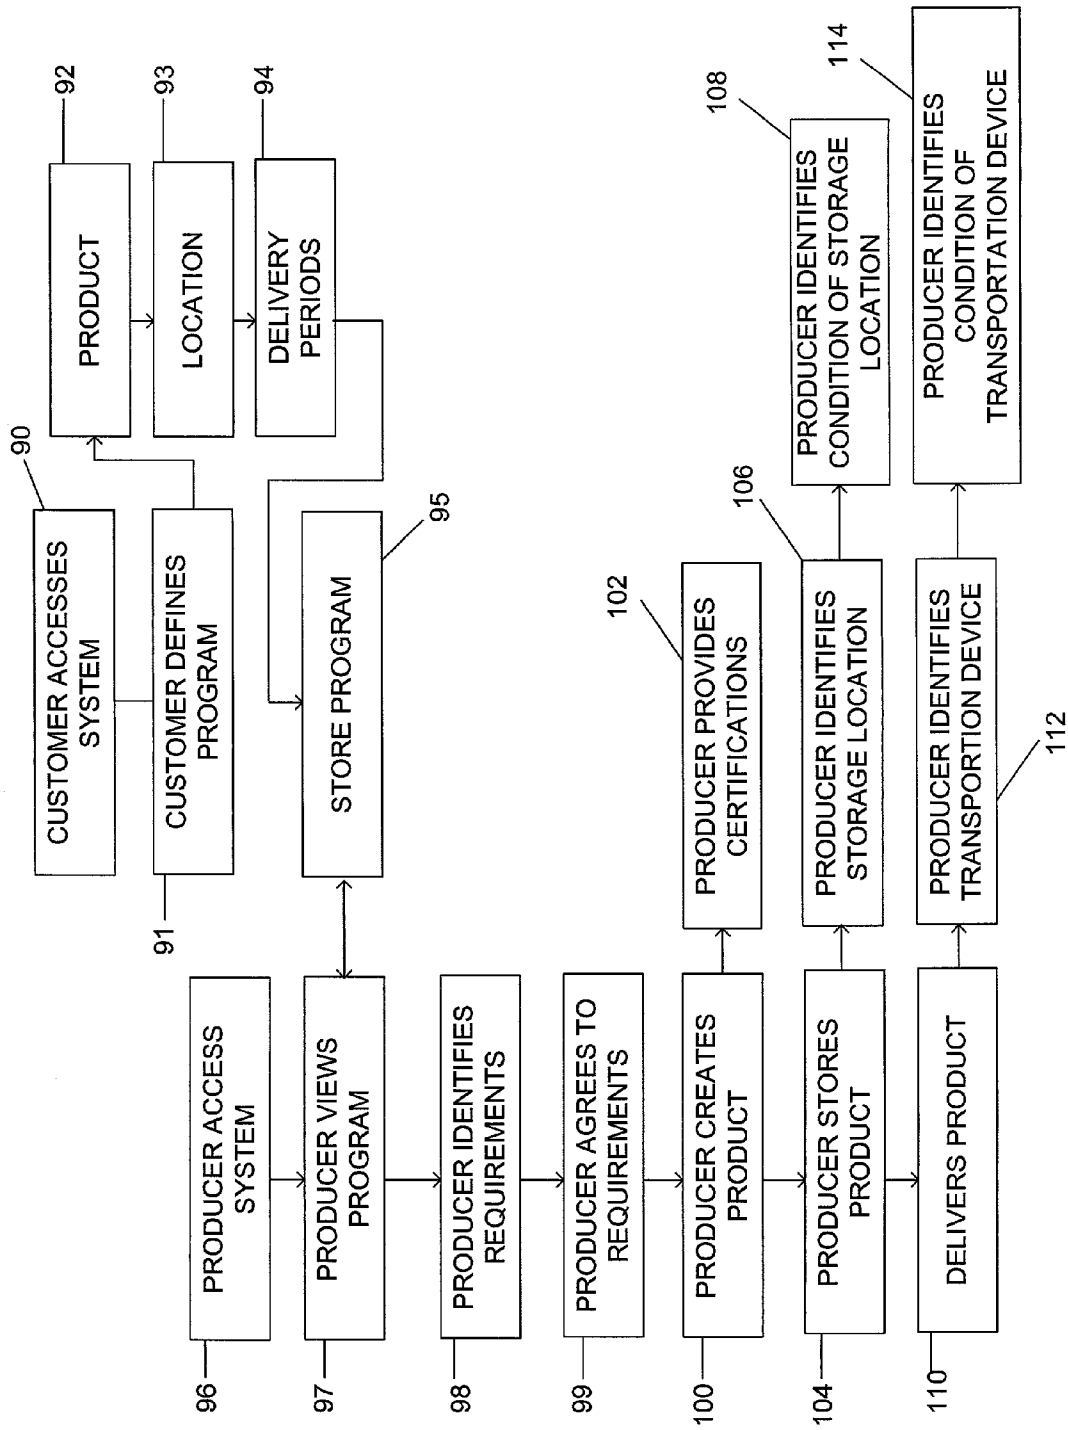 90
CUSTOMER ACCESSES
SYSTEM
91
CUSTOMER DEFINES
PROGRAM
PRODUCT
92
LOCATION
93
DELIVERY
PERIODS
94
STORE PROGRAM
95
96
PRODUCER ACCESS
SYSTEM
97
PRODUCER VIEWS
PROGRAM
98
PRODUCER IDENTIFIES
REQUIREMENTS
99
PRODUCER AGREES TO
REQUIREMENTS
100
PRODUCER CREATES
PRODUCT
PRODUCER PROVIDES
CERTIFICATIONS
102
104
PRODUCER STORES
PRODUCT
PRODUCER IDENTIFIES
STORAGE LOCATION
106
PRODUCER IDENTIFIES
CONDITION OF STORAGE
LOCATION
108
110
DELIVERS PRODUCT
PRODUCER IDENTIFIES
TRANSPORTION DEVICE
112
PRODUCER IDENTIFIES
CONDITION OF
TRANSPORTATION DEVICE
114